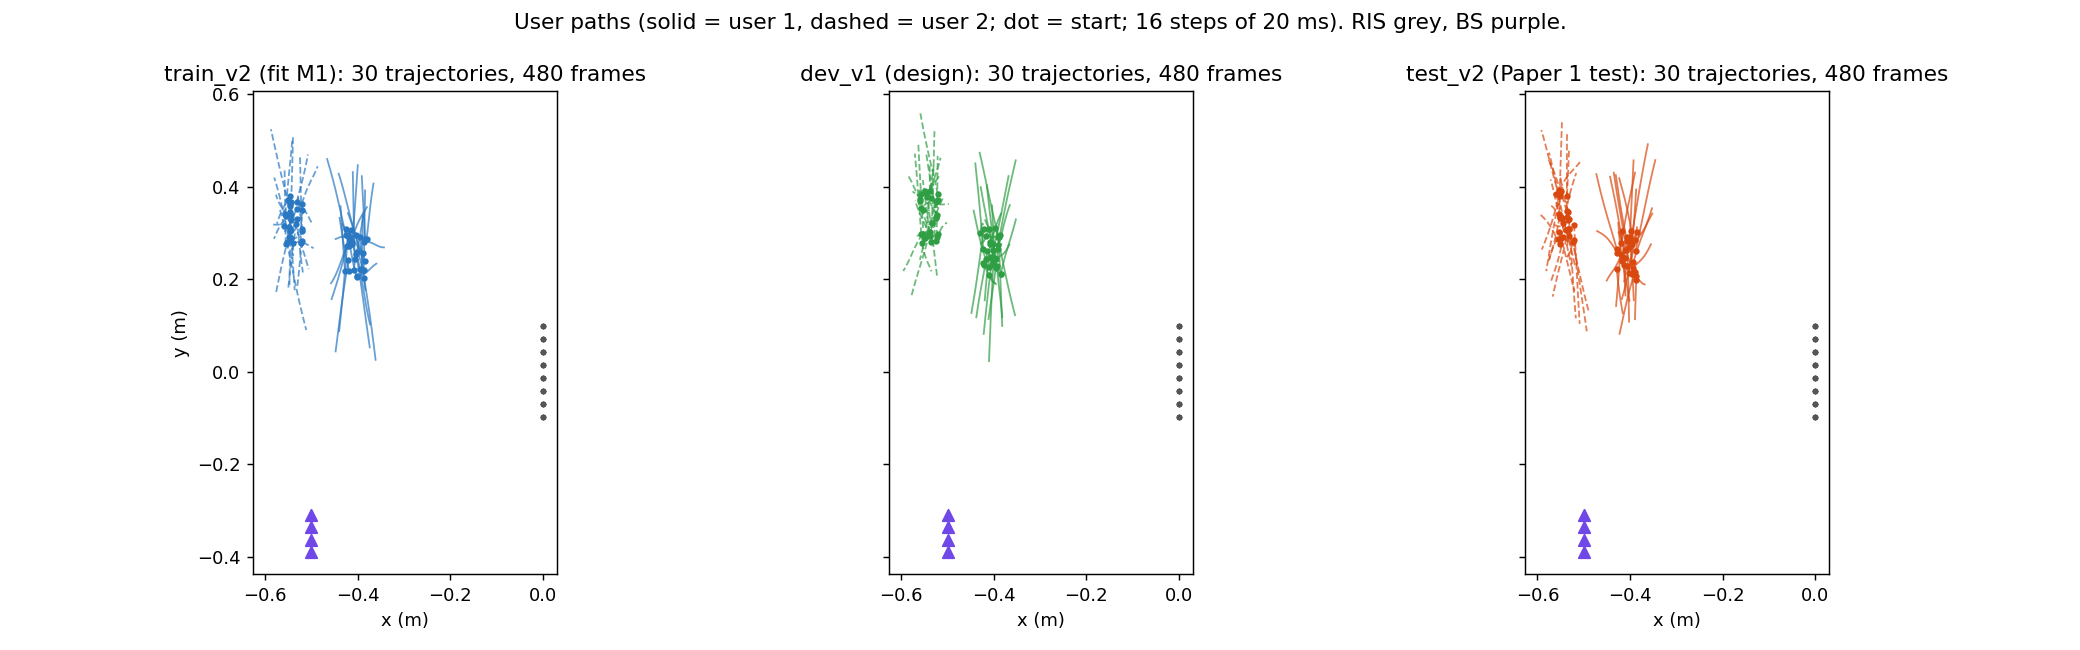 User paths (solid = user 1, dashed = user 2; dot = start; 16 steps of 20 ms). RIS grey, BS purple.
train_v2 (fit M1): 30 trajectories, 480 frames
dev_v1 (design): 30 trajectories, 480 frames
test_v2 (Paper 1 test): 30 trajectories, 480 frames
0.6
0.4
0.2
0.0
−0.2
−0.4
y (m)
−0.6 −0.4 −0.2 0.0
−0.6 −0.4 −0.2 0.0
−0.6 −0.4 −0.2 0.0
x (m)
x (m)
x (m)